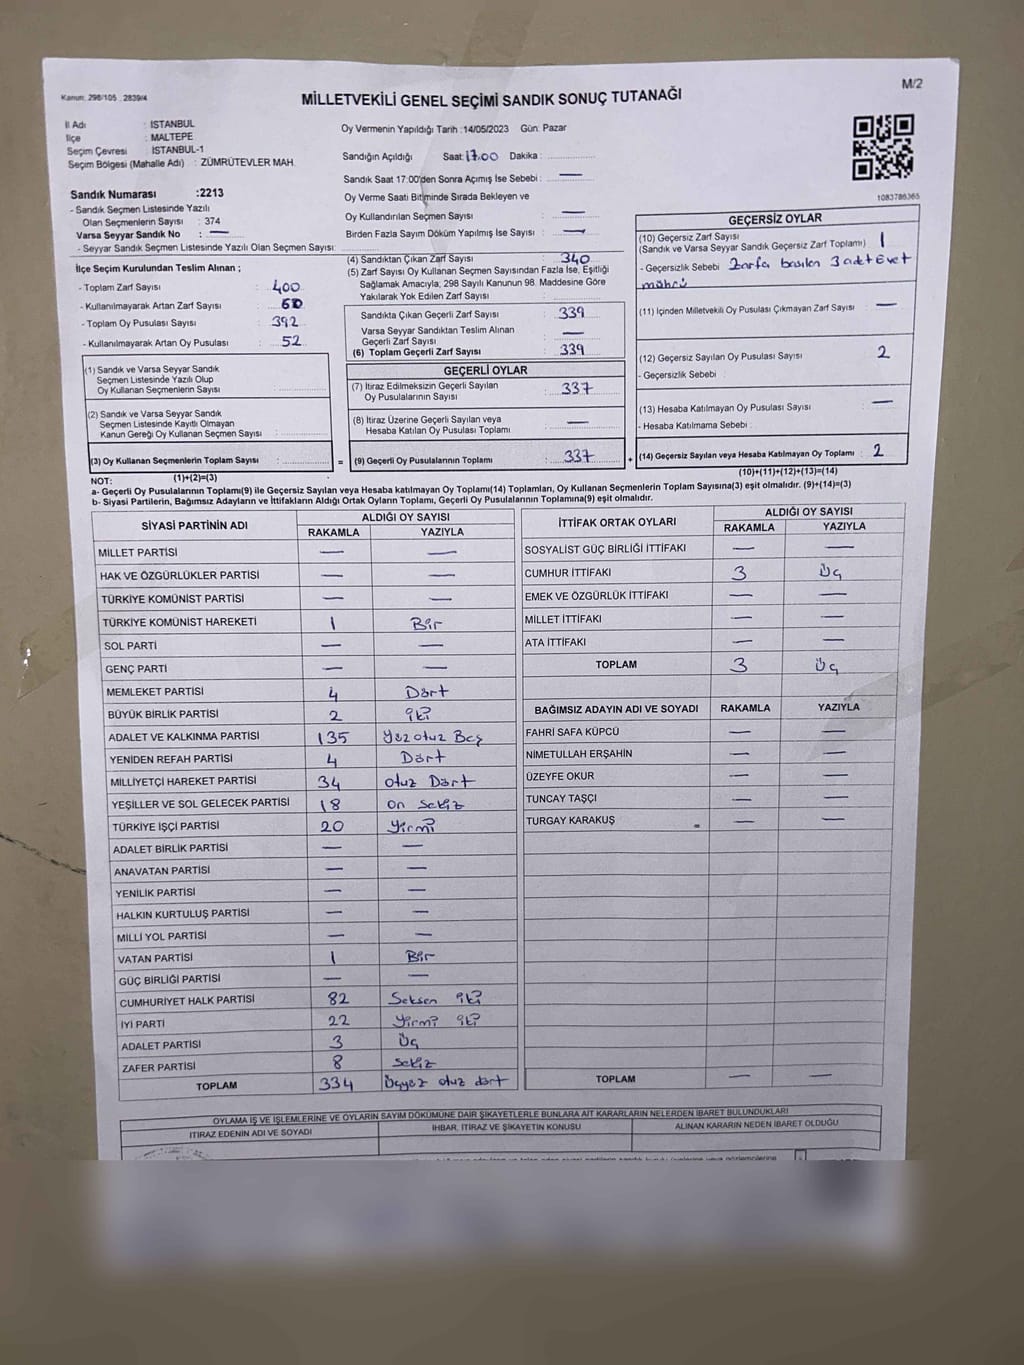 Kanun: 298/105 , 2839/4
M/2
MİLLETVEKİLİ GENEL SEÇİMİ SANDIK SONUÇ TUTANAĞI
İl Adı : İSTANBUL
İlçe : MALTEPE
Seçim Çevresi : İSTANBUL-1
Seçim Bölgesi (Mahalle Adı) : ZÜMRÜTEVLER MAH.
Sandık Numarası :2213
- Sandık Seçmen Listesinde Yazılı
Olan Seçmenlerin Sayısı : 374
Varsa Seyyar Sandık No : —
- Seyyar Sandık Seçmen Listesinde Yazılı Olan Seçmen Sayısı:
Oy Vermenin Yapıldığı Tarih :14/05/2023 Gün: Pazar
Sandığın Açıldığı Saat:17.00 Dakika :
Sandık Saat 17:00'den Sonra Açımış İse Sebebi : —
Oy Verme Saati Bitiminde Sırada Bekleyen ve
Oy Kullandırılan Seçmen Sayısı : —
Birden Fazla Sayım Döküm Yapılmış İse Sayısı : —
1083786365
İlçe Seçim Kurulundan Teslim Alınan ;
- Toplam Zarf Sayısı : 400
- Kullanılmayarak Artan Zarf Sayısı : 60
- Toplam Oy Pusulası Sayısı : 392
- Kullanılmayarak Artan Oy Pusulası : 52
(1) Sandık ve Varsa Seyyar Sandık
Seçmen Listesinde Yazılı Olup
Oy Kullanan Seçmenlerin Sayısı :
(2) Sandık ve Varsa Seyyar Sandık
Seçmen Listesinde Kayıtlı Olmayan
Kanun Gereği Oy Kullanan Seçmen Sayısı :
(3) Oy Kullanan Seçmenlerin Toplam Sayısı :
(4) Sandıktan Çıkan Zarf Sayısı : 340
(5) Zarf Sayısı Oy Kullanan Seçmen Sayısından Fazla İse, Eşitliği
Sağlamak Amacıyla, 298 Sayılı Kanunun 98. Maddesine Göre
Yakılarak Yok Edilen Zarf Sayısı :
Sandıkta Çıkan Geçerli Zarf Sayısı : 339
Varsa Seyyar Sandıktan Teslim Alınan
Geçerli Zarf Sayısı : —
(6) Toplam Geçerli Zarf Sayısı : 339
GEÇERLİ OYLAR
(7) İtiraz Edilmeksizin Geçerli Sayılan
Oy Pusulalarının Sayısı : 337
(8) İtiraz Üzerine Geçerli Sayılan veya
Hesaba Katılan Oy Pusulası Toplamı : —
= (9) Geçerli Oy Pusulalarının Toplamı : 337
GEÇERSİZ OYLAR
(10) Geçersiz Zarf Sayısı
(Sandık ve Varsa Seyyar Sandık Geçersiz Zarf Toplamı) 1
- Geçersizlik Sebebi : Zarfa basılan 3 adet Evet
mührü
(11) İçinden Milletvekili Oy Pusulası Çıkmayan Zarf Sayısı : —
(12) Geçersiz Sayılan Oy Pusulası Sayısı : 2
- Geçersizlik Sebebi :
(13) Hesaba Katılmayan Oy Pusulası Sayısı : —
- Hesaba Katılmama Sebebi :
+ (14) Geçersiz Sayılan veya Hesaba Katılmayan Oy Toplamı : 2
NOT: (1)+(2)=(3)
(10)+(11)+(12)+(13)=(14)
a- Geçerli Oy Pusulalarının Toplamı(9) ile Geçersiz Sayılan veya Hesaba katılmayan Oy Toplamı(14) Toplamları, Oy Kullanan Seçmenlerin Toplam Sayısına(3) eşit olmalıdır. (9)+(14)=(3)
b- Siyasi Partilerin, Bağımsız Adayların ve İttifakların Aldığı Ortak Oyların Toplamı, Geçerli Oy Pusulalarının Toplamına(9) eşit olmalıdır.
SİYASİ PARTİNİN ADI ALDIĞI OY SAYISI
RAKAMLA YAZIYLA
MİLLET PARTİSİ — —
HAK VE ÖZGÜRLÜKLER PARTİSİ — —
TÜRKİYE KOMÜNİST PARTİSİ — —
TÜRKİYE KOMÜNİST HAREKETİ 1 Bir
SOL PARTİ — —
GENÇ PARTİ — —
MEMLEKET PARTİSİ 4 Dört
BÜYÜK BİRLİK PARTİSİ 2 iki
ADALET VE KALKINMA PARTİSİ 135 Yüz otuz Beş
YENİDEN REFAH PARTİSİ 4 Dört
MİLLİYETÇİ HAREKET PARTİSİ 34 otuz Dört
YEŞİLLER VE SOL GELECEK PARTİSİ 18 on sekiz
TÜRKİYE İŞÇİ PARTİSİ 20 Yirmi
ADALET BİRLİK PARTİSİ — —
ANAVATAN PARTİSİ — —
YENİLİK PARTİSİ — —
HALKIN KURTULUŞ PARTİSİ — —
MİLLİ YOL PARTİSİ — —
VATAN PARTİSİ 1 Bir
GÜÇ BİRLİĞİ PARTİSİ — —
CUMHURİYET HALK PARTİSİ 82 Seksen iki
İYİ PARTİ 22 Yirmi iki
ADALET PARTİSİ 3 Üç
ZAFER PARTİSİ 8 sekiz
TOPLAM 334 Üçyüz otuz dört
İTTİFAK ORTAK OYLARI ALDIĞI OY SAYISI
RAKAMLA YAZIYLA
SOSYALİST GÜÇ BİRLİĞİ İTTİFAKI — —
CUMHUR İTTİFAKI 3 Üç
EMEK VE ÖZGÜRLÜK İTTİFAKI — —
MİLLET İTTİFAKI — —
ATA İTTİFAKI — —
TOPLAM 3 Üç
BAĞIMSIZ ADAYIN ADI VE SOYADI RAKAMLA YAZIYLA
FAHRİ SAFA KÜPCÜ — —
NİMETULLAH ERŞAHİN — —
ÜZEYFE OKUR — —
TUNCAY TAŞÇI — —
TURGAY KARAKUŞ — —
TOPLAM — —
OYLAMA İŞ VE İŞLEMLERİNE VE OYLARIN SAYIM DÖKÜMÜNE DAİR ŞİKAYETLERLE BUNLARA AİT KARARLARIN NELERDEN İBARET BULUNDUKLARI
İTİRAZ EDENİN ADI VE SOYADI İHBAR, İTİRAZ VE ŞİKAYETİN KONUSU ALINAN KARARIN NEDEN İBARET OLDUĞU